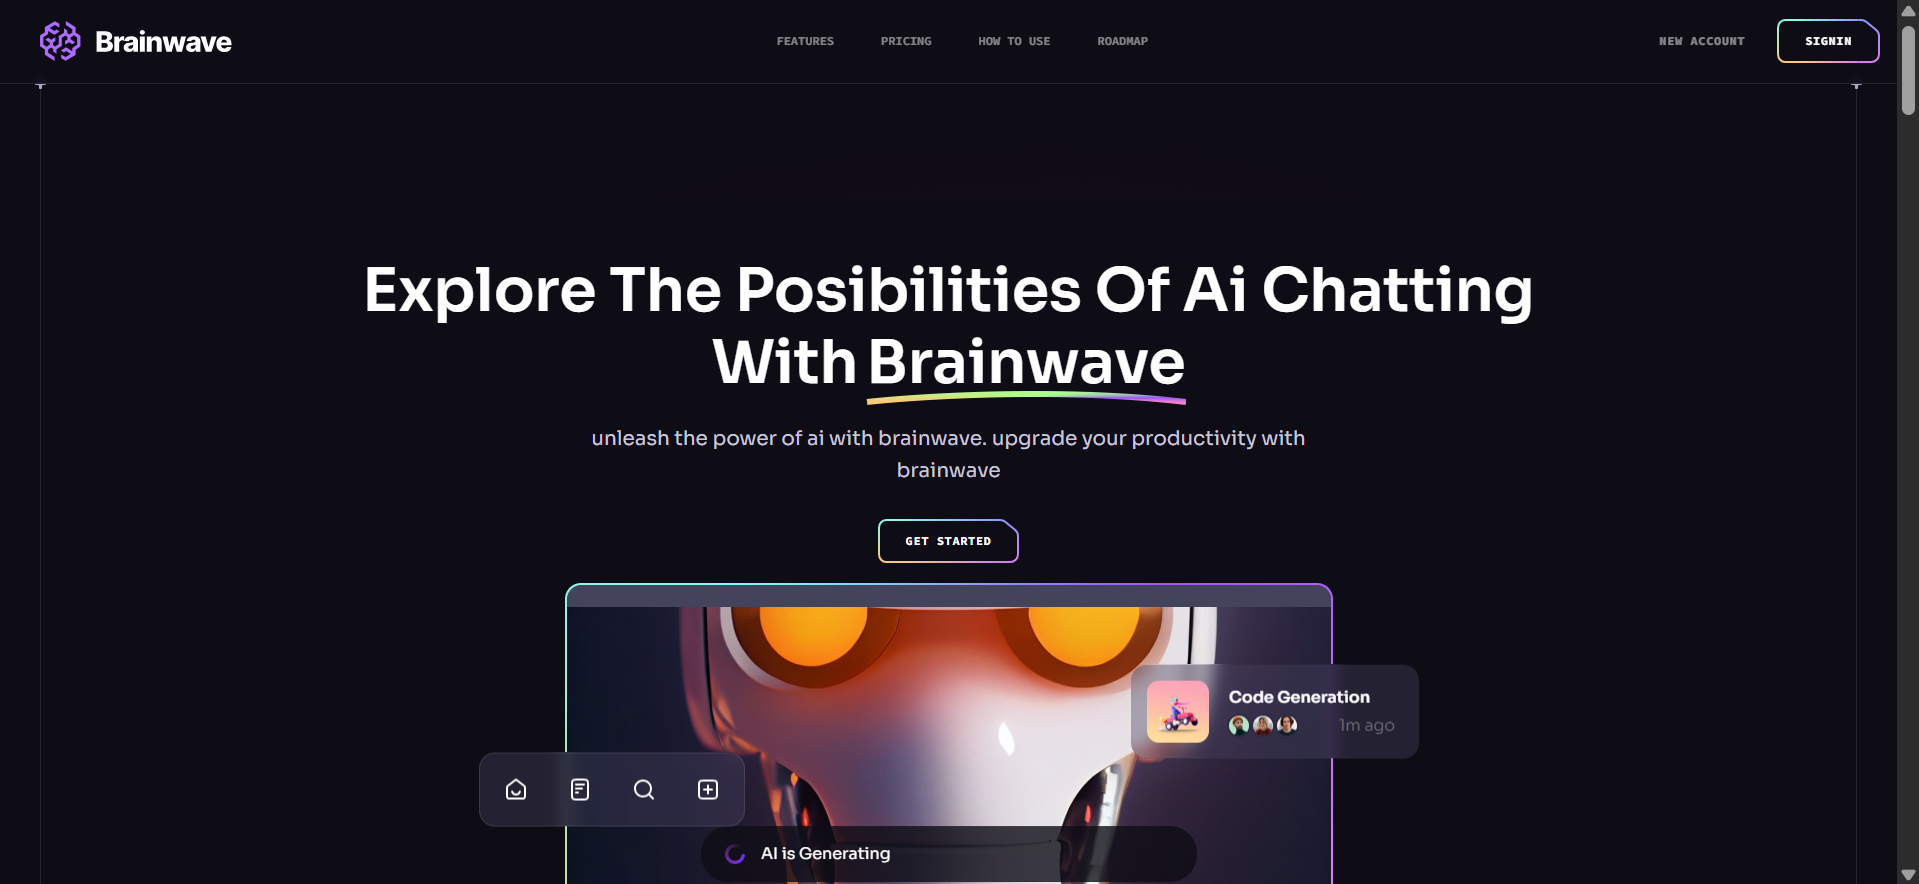 Brainwave
FEATURES
PRICING
HOW TO USE
ROADMAP
NEW ACCOUNT
SIGNIN
Explore The Posibilities Of Ai Chatting
With Brainwave
unleash the power of ai with brainwave. upgrade your productivity with
brainwave
GET STARTED
Code Generation
1m ago
AI is Generating